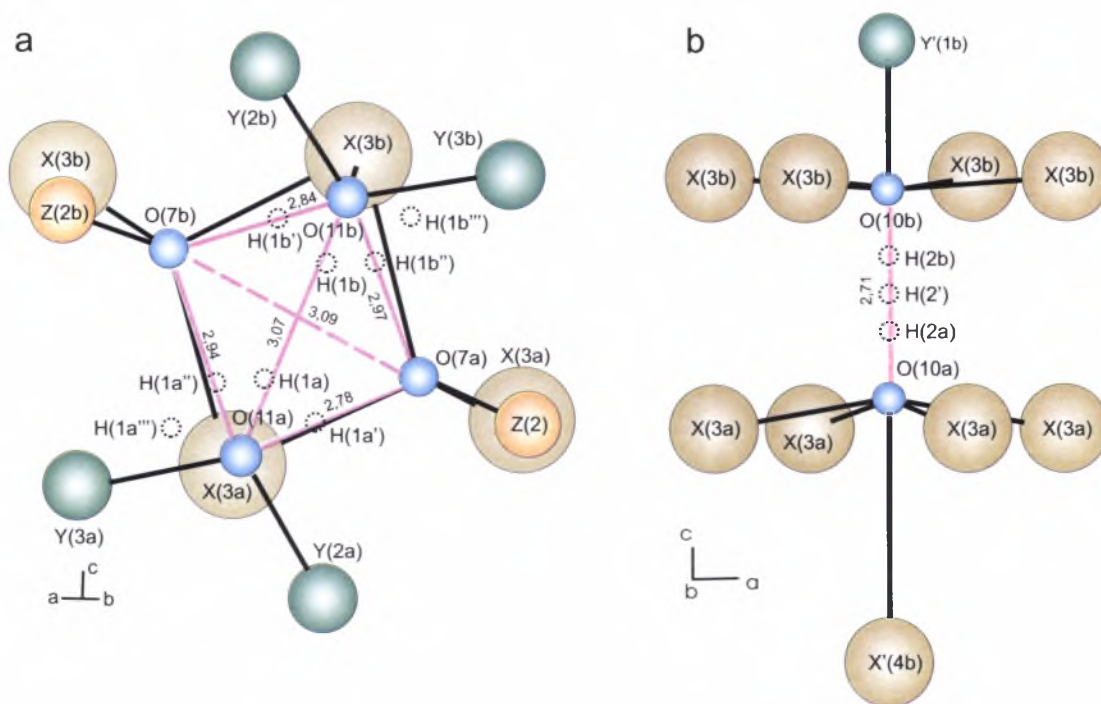 a
Y(2b)
X(3b)
Y(3b)
X(3b)
Z(2b)
O(7b)
2,84
H(1b')
O(11b)
H(1b''')
H(1b)
H(1b'')
2,97
3,09
3,07
2,94
O(7a)
X(3a)
H(1a'')
H(1a)
2,78
Z(2)
H(1a''')
O(11a)
H(1a')
X(3a)
Y(3a)
Y(2a)
c
a
b
b
Y'(1b)
X(3b)
X(3b)
X(3b)
X(3b)
O(10b)
H(2b)
2,71
H(2')
H(2a)
O(10a)
X(3a)
X(3a)
X(3a)
X(3a)
c
b
a
X'(4b)